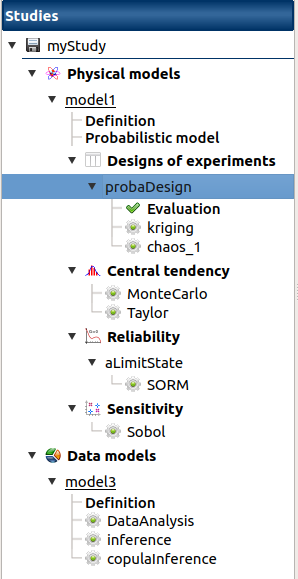 Studies
myStudy
Physical models
model1
Definition
Probabilistic model
Designs of experiments
probaDesign
Evaluation
kriging
chaos_1
Central tendency
MonteCarlo
Taylor
Reliability
aLimitState
SORM
Sensitivity
Sobol
Data models
model3
Definition
DataAnalysis
inference
copulaInference